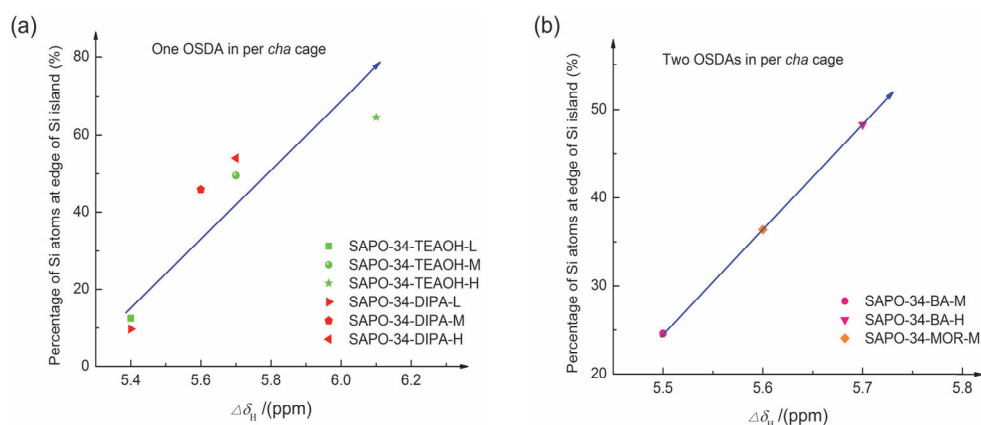 (a)
One OSDA in per cha cage
Percentage of Si atoms at edge of Si island (%)
80
60
40
20
0
5.4 5.6 5.8 6.0 6.2
△δH /(ppm)
SAPO-34-TEAOH-L
SAPO-34-TEAOH-M
SAPO-34-TEAOH-H
SAPO-34-DIPA-L
SAPO-34-DIPA-M
SAPO-34-DIPA-H
(b)
Two OSDAs in per cha cage
Percentage of Si atoms at edge of Si island (%)
50
40
30
20
5.5 5.6 5.7 5.8
△δH /(ppm)
SAPO-34-BA-M
SAPO-34-BA-H
SAPO-34-MOR-M